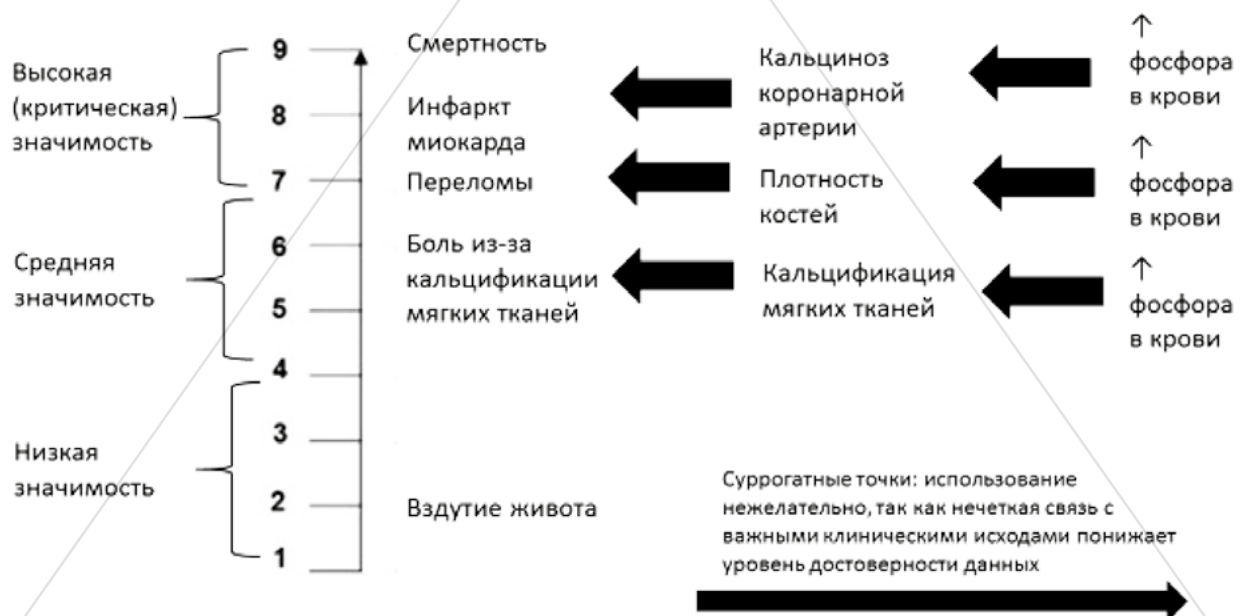 Высокая
(критическая)
значимость
Средняя
значимость
Низкая
значимость
9
8
7
6
5
4
3
2
1
Смертность
Инфаркт
миокарда
Переломы
Боль из-за
кальцификации
мягких тканей
Вздутие живота
Кальциноз
коронарной
артерии
Плотность
костей
Кальцификация
мягких тканей
↑
фосфора
в крови
↑
фосфора
в крови
↑
фосфора
в крови
Суррогатные точки: использование
нежелательно, так как нечеткая связь с
важными клиническими исходами понижает
уровень достоверности данных